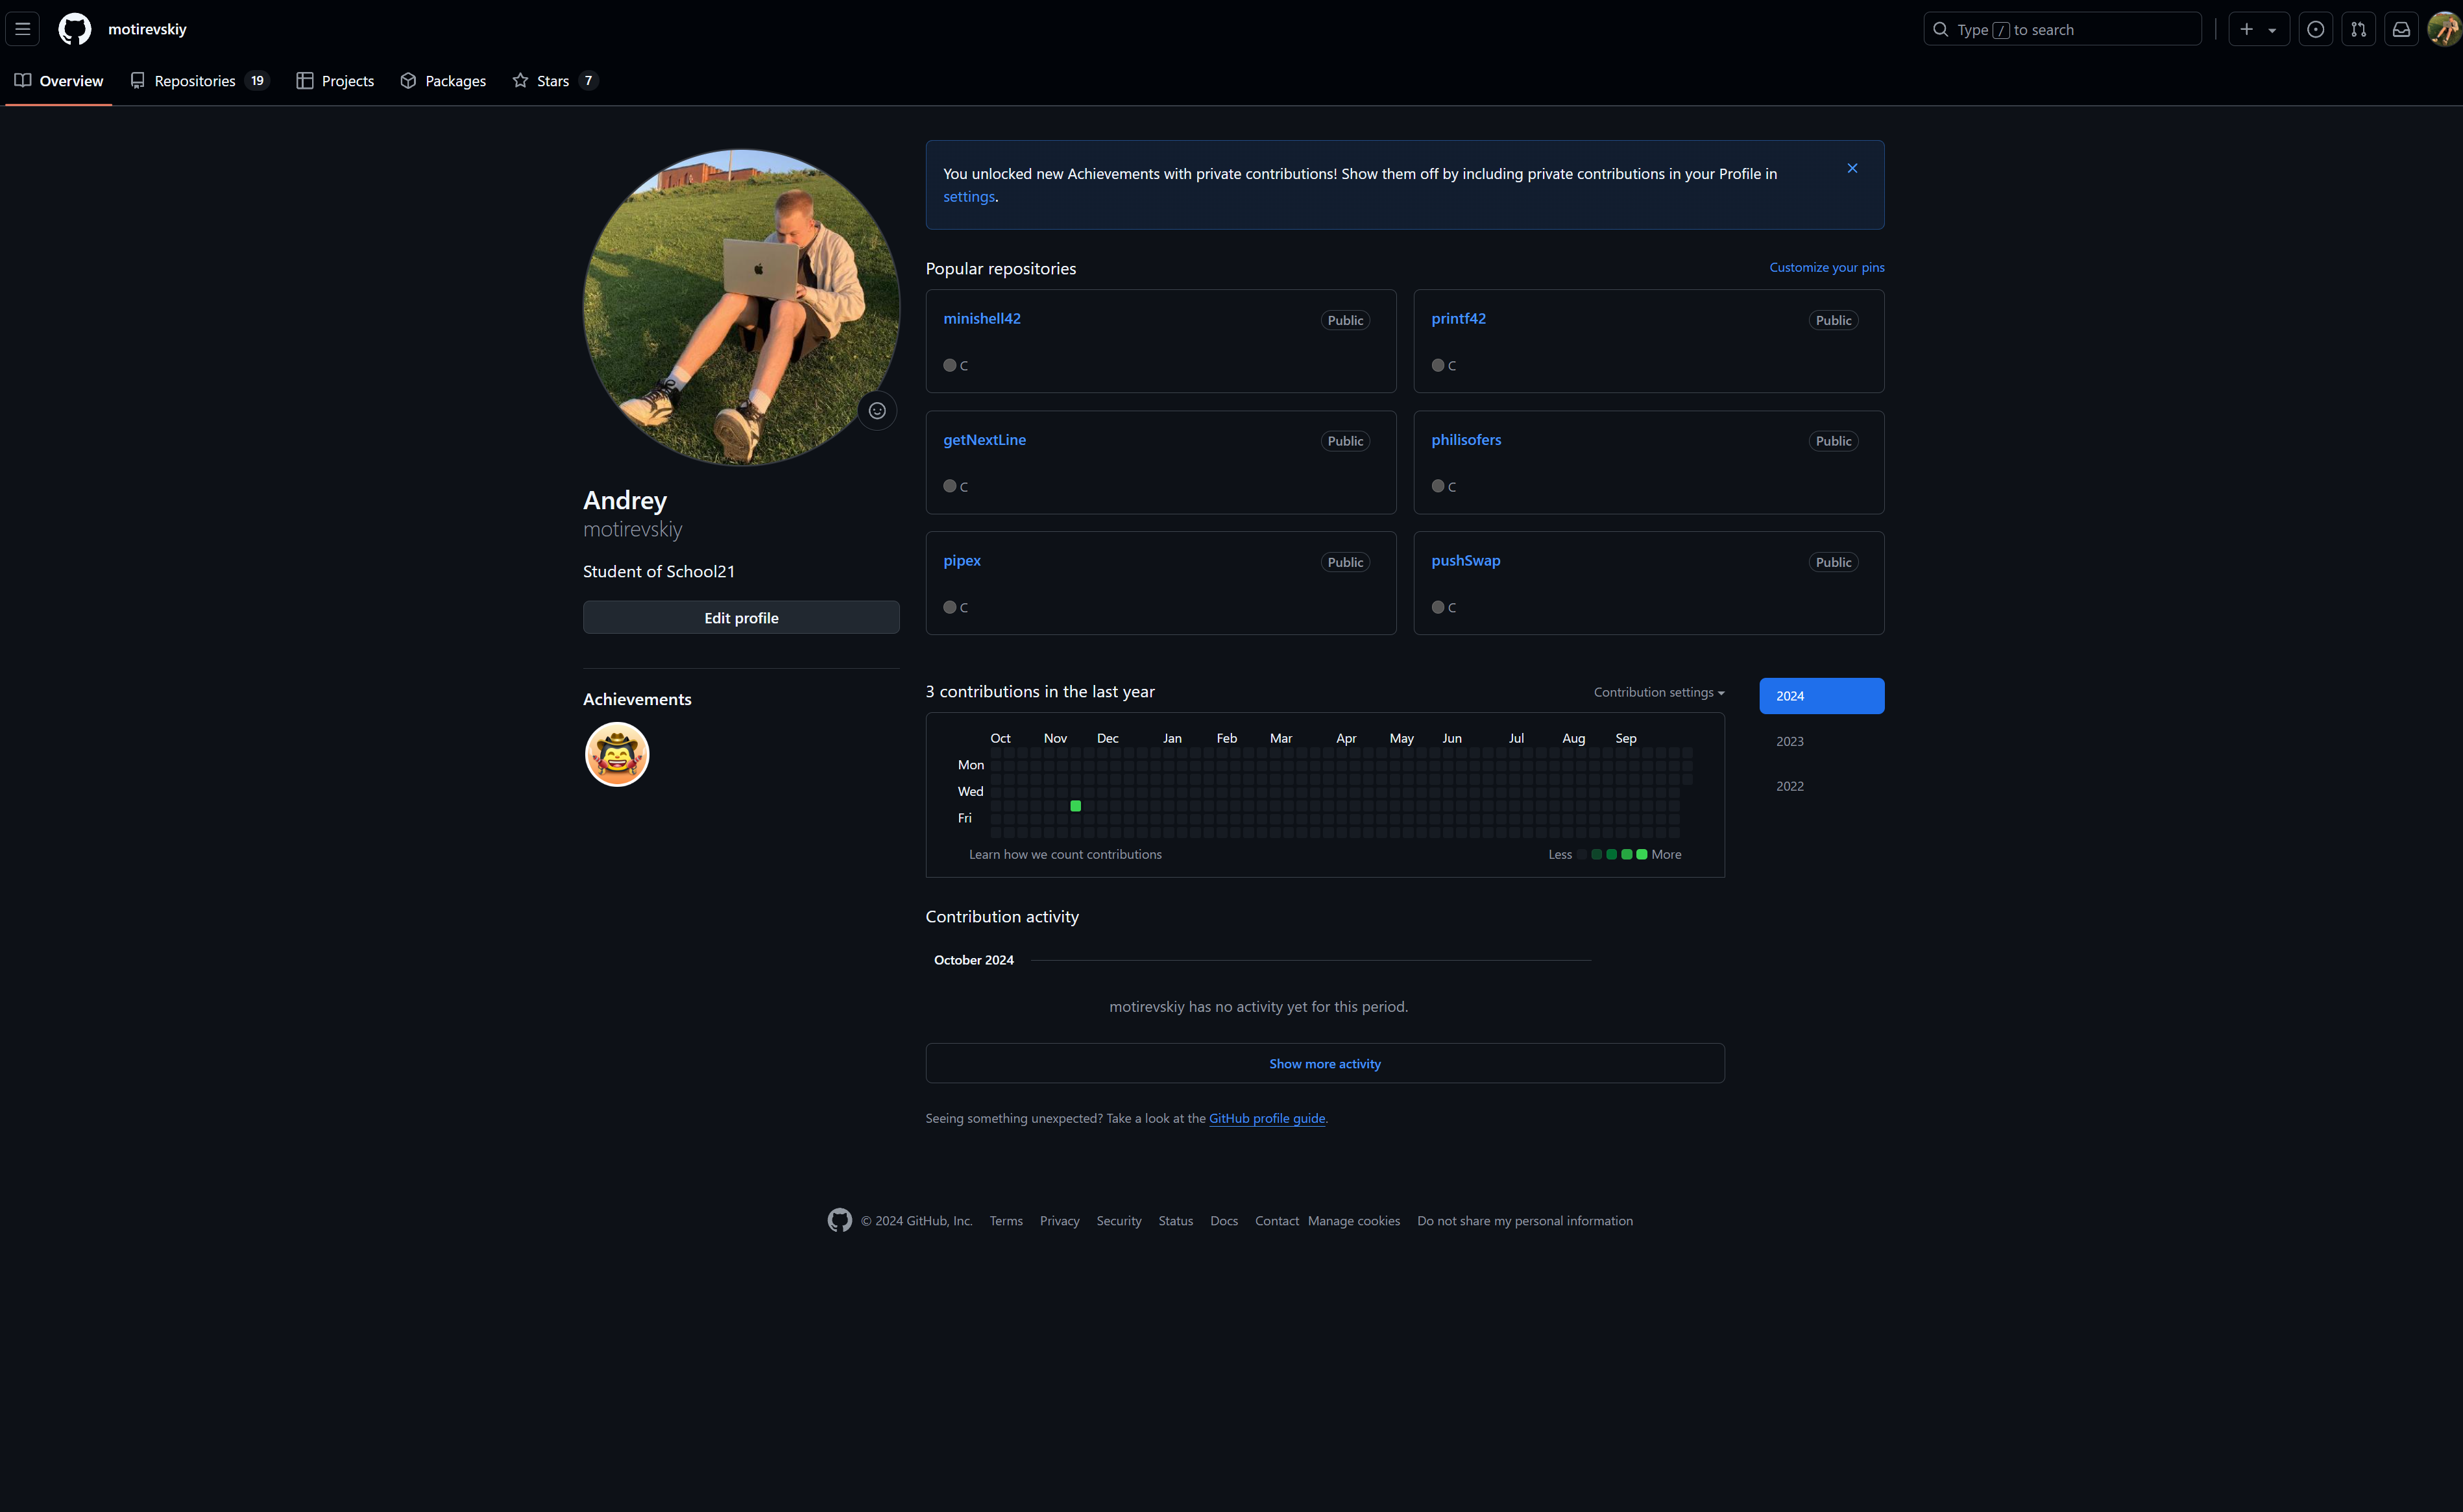 motirevskiy
Type / to search
Overview
Repositories 19
Projects
Packages
Stars 7
You unlocked new Achievements with private contributions! Show them off by including private contributions in your Profile in
settings.
Popular repositories
Customize your pins
minishell42
Public
C
printf42
Public
C
getNextLine
Public
C
philisofers
Public
C
pipex
Public
C
pushSwap
Public
C
Andrey
motirevskiy
Student of School21
Edit profile
Achievements
3 contributions in the last year
Contribution settings
2024
2023
2022
Oct Nov Dec Jan Feb Mar Apr May Jun Jul Aug Sep
Mon
Wed
Fri
Learn how we count contributions
Less More
Contribution activity
October 2024
motirevskiy has no activity yet for this period.
Show more activity
Seeing something unexpected? Take a look at the GitHub profile guide.
© 2024 GitHub, Inc. Terms Privacy Security Status Docs Contact Manage cookies Do not share my personal information